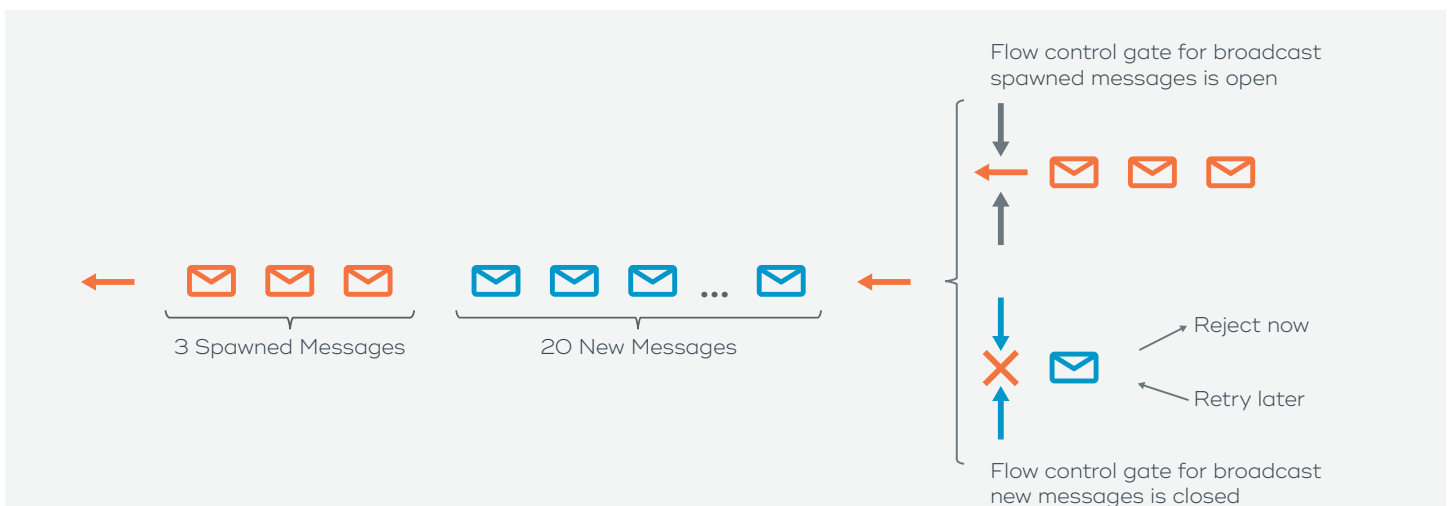 Flow control gate for broadcast
spawned messages is open
3 Spawned Messages
20 New Messages
...
Reject now
Retry later
Flow control gate for broadcast
new messages is closed